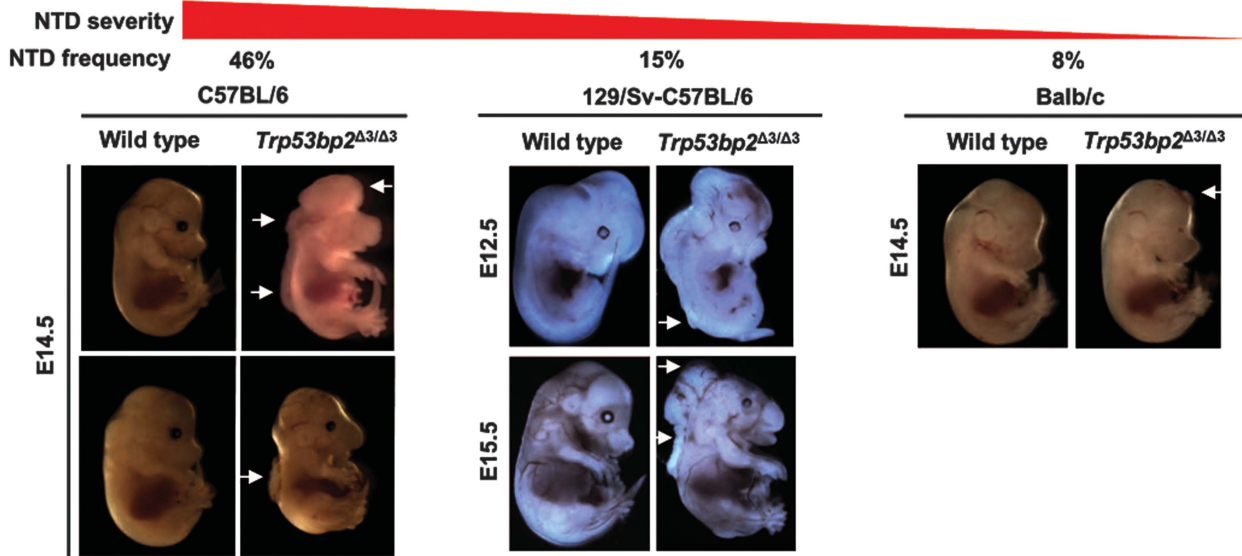 NTD severity
NTD frequency 46% 15% 8%
C57BL/6 129/Sv-C57BL/6 Balb/c
Wild type Trp53bp2Δ3/Δ3 Wild type Trp53bp2Δ3/Δ3 Wild type Trp53bp2Δ3/Δ3
E14.5
E12.5
E15.5
E14.5